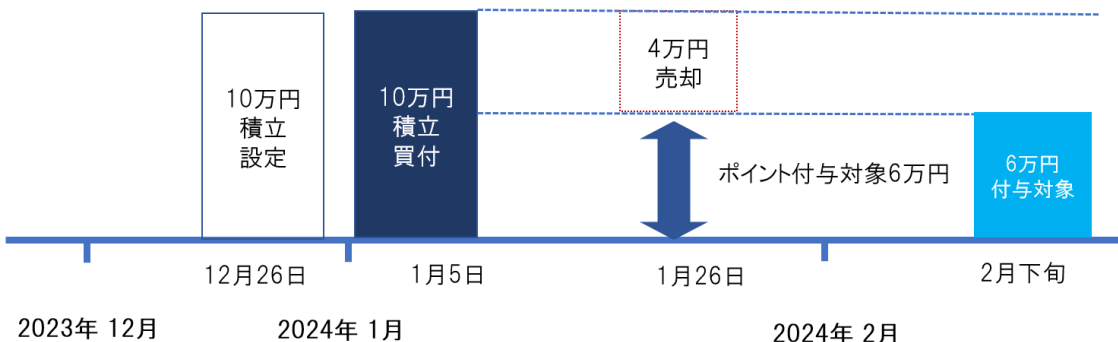 10万円
積立
設定
10万円
積立
買付
4万円
売却
ポイント付与対象6万円
6万円
付与対象
12月26日
1月5日
1月26日
2月下旬
2023年 12月
2024年 1月
2024年 2月